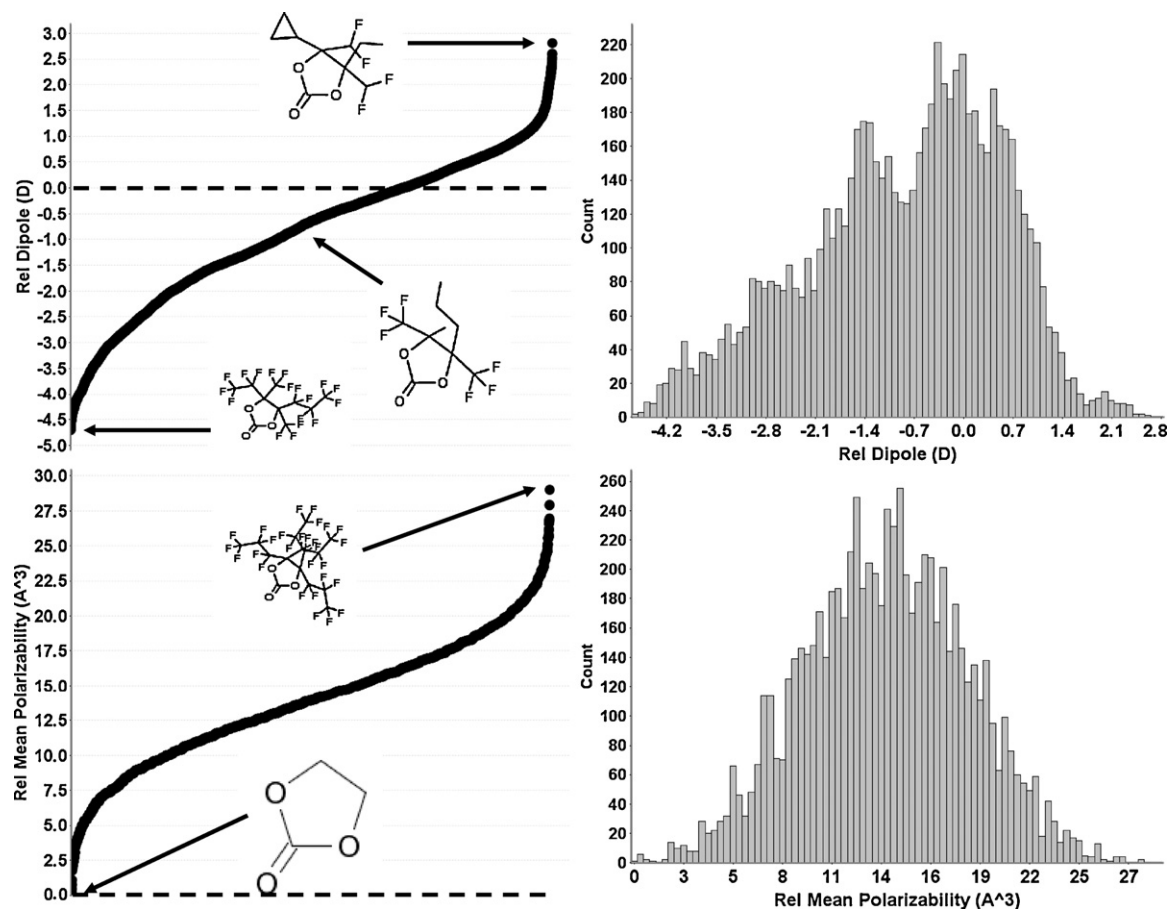 3.0
2.5
2.0
1.5
1.0
0.5
0.0
-0.5
-1.0
-1.5
-2.0
-2.5
-3.0
-3.5
-4.0
-4.5
-5.0
Rel Dipole (D)
F
F
F
F
O
O
O
F
F
F
F
F
F
O
O
O
220
200
180
160
140
120
100
80
60
40
20
0
Count
-4.2 -3.5 -2.8 -2.1 -1.4 -0.7 0.0 0.7 1.4 2.1 2.8
Rel Dipole (D)
30.0
27.5
25.0
22.5
20.0
17.5
15.0
12.5
10.0
7.5
5.0
2.5
0.0
Rel Mean Polarizability (A^3)
O
O
O
260
240
220
200
180
160
140
120
100
80
60
40
20
0
Count
0 3 5 8 11 14 16 19 22 25 27
Rel Mean Polarizability (A^3)